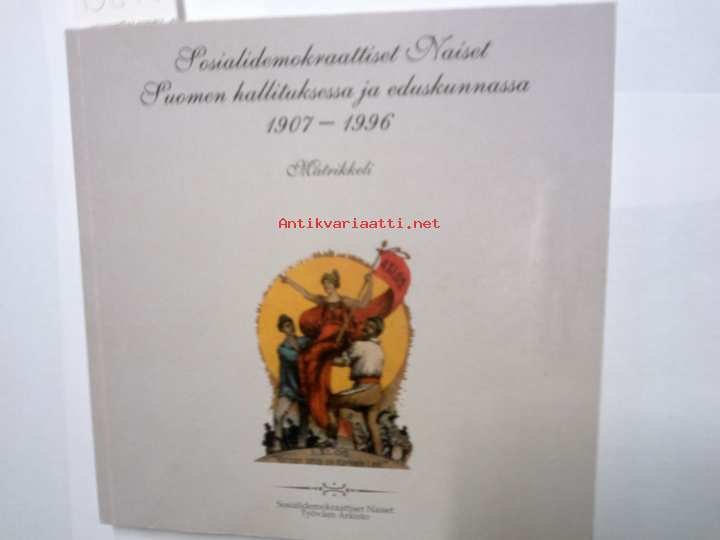 Sosialidemokraattiset Naiset
Suomen hallituksessa ja eduskunnassa
1907 – 1996
Matrikkeli
Antikvariaatti.net
Sosialidemokraattiset Naiset
Työväen Arkisto